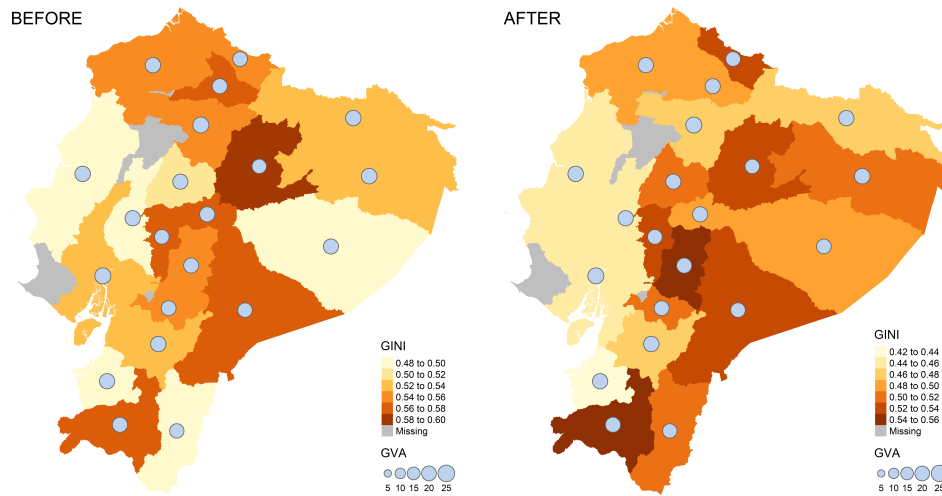 BEFORE
AFTER
GINI
0.48 to 0.50
0.50 to 0.52
0.52 to 0.54
0.54 to 0.56
0.56 to 0.58
0.58 to 0.60
Missing
GVA
5 10 15 20 25
GINI
0.42 to 0.44
0.44 to 0.46
0.46 to 0.48
0.48 to 0.50
0.50 to 0.52
0.52 to 0.54
0.54 to 0.56
Missing
GVA
5 10 15 20 25